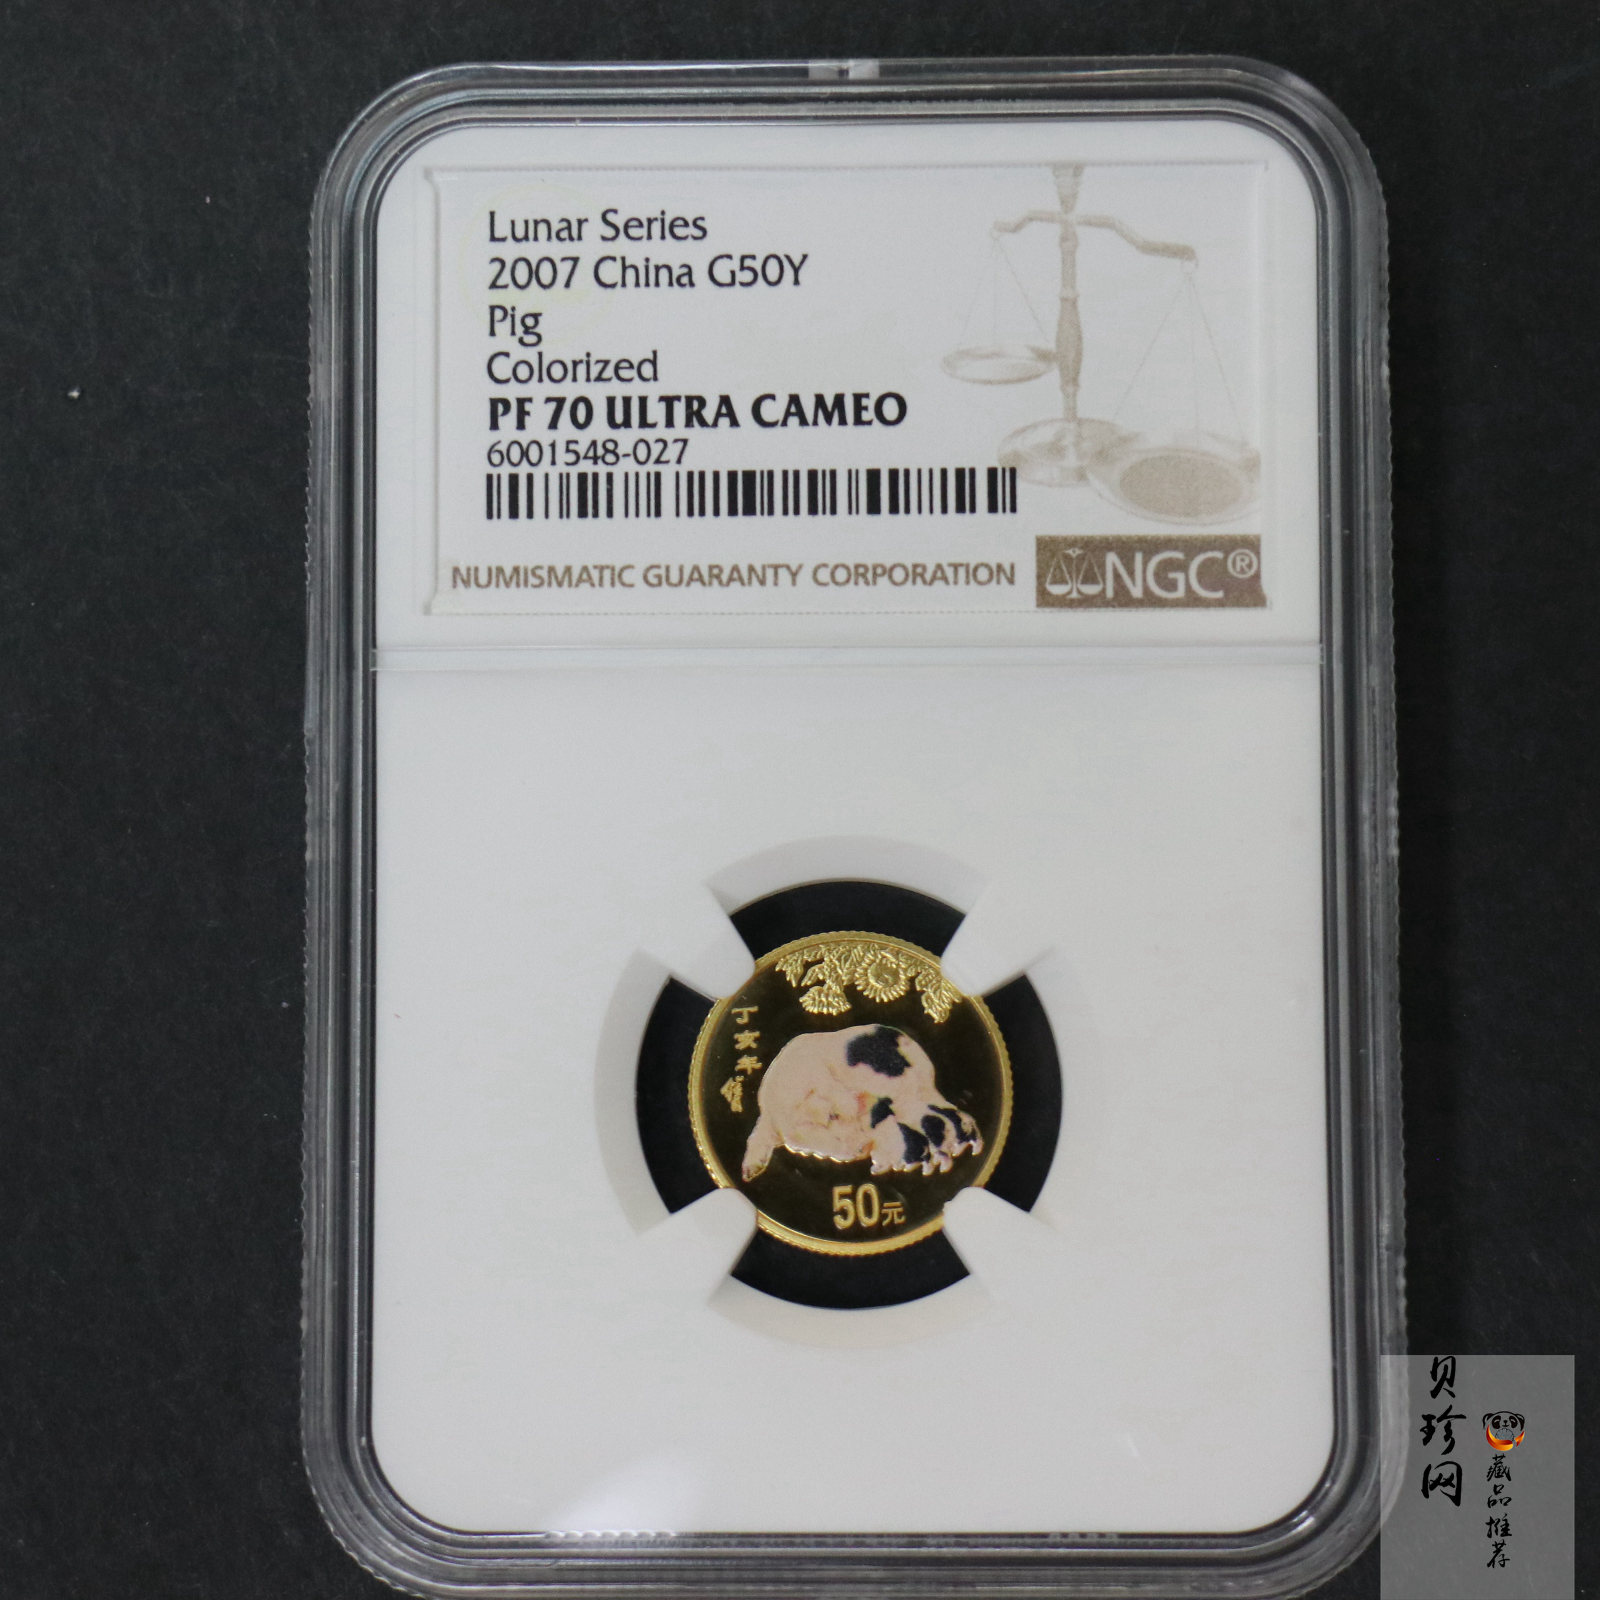 Lunar Series
2007 China G50Y
Pig
Colorized
PF 70 ULTRA CAMEO
6001548-027
NUMISMATIC GUARANTY CORPORATION
NGC®
丁亥年
50元
贝珍网
藏品推荐